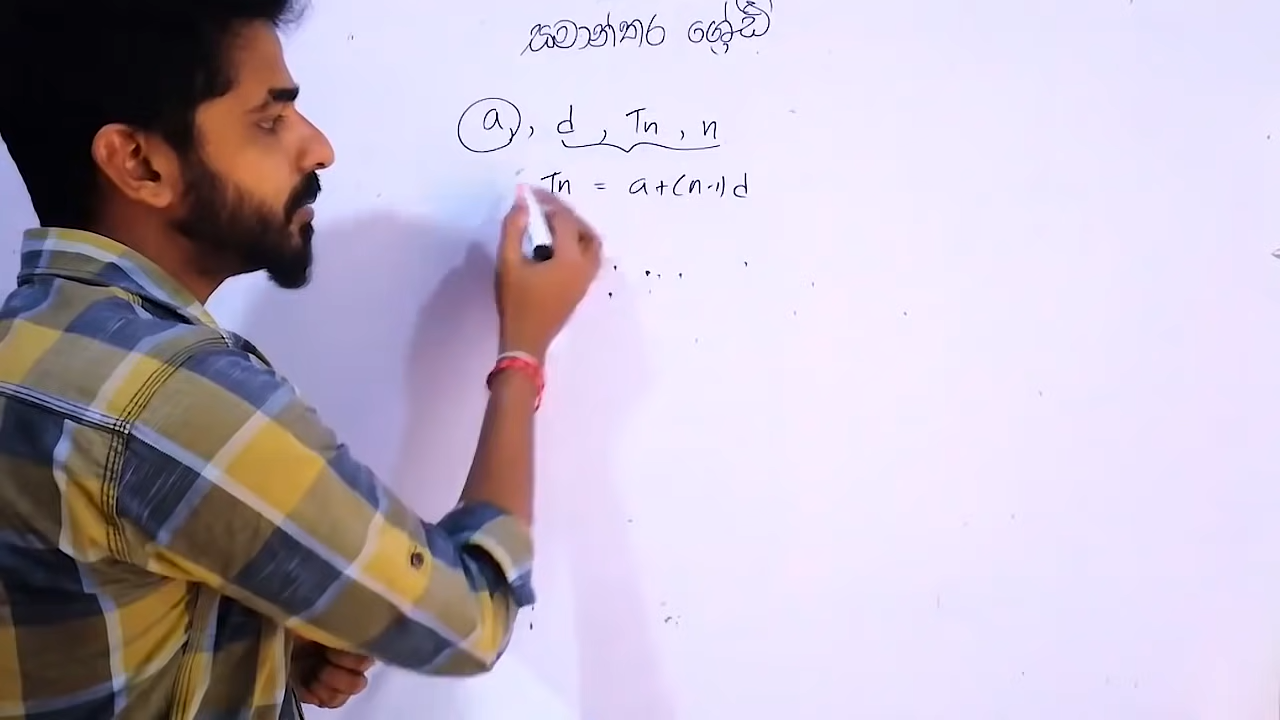 සමාන්තර ශ්‍රේඪි
a, , d , Tn , n
Tn = a+(n-1)d